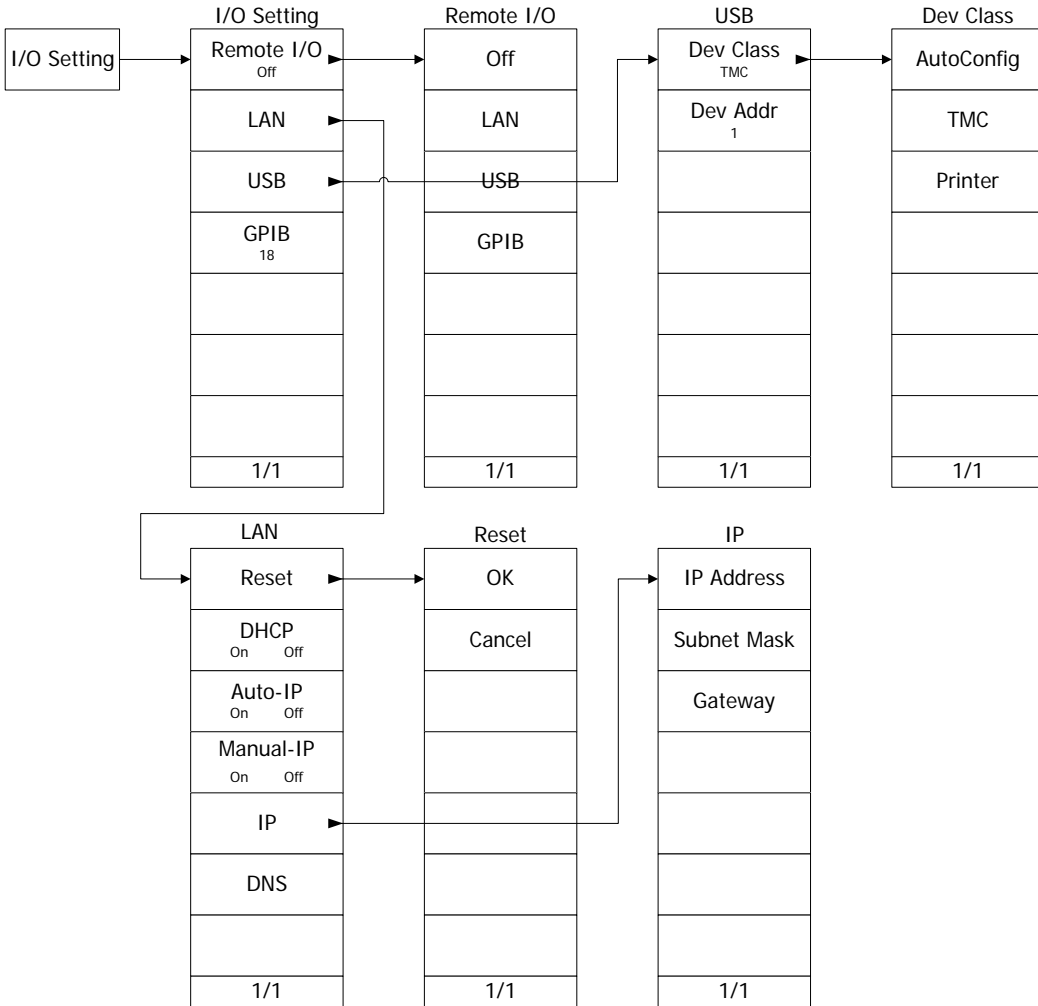 I/O Setting
I/O Setting
Remote I/O
Off
LAN
USB
GPIB
18
1/1
Remote I/O
Off
LAN
USB
GPIB
1/1
USB
Dev Class
TMC
Dev Addr
1
1/1
Dev Class
AutoConfig
TMC
Printer
1/1
LAN
Reset
DHCP
On Off
Auto-IP
On Off
Manual-IP
On Off
IP
DNS
1/1
Reset
OK
Cancel
1/1
IP
IP Address
Subnet Mask
Gateway
1/1